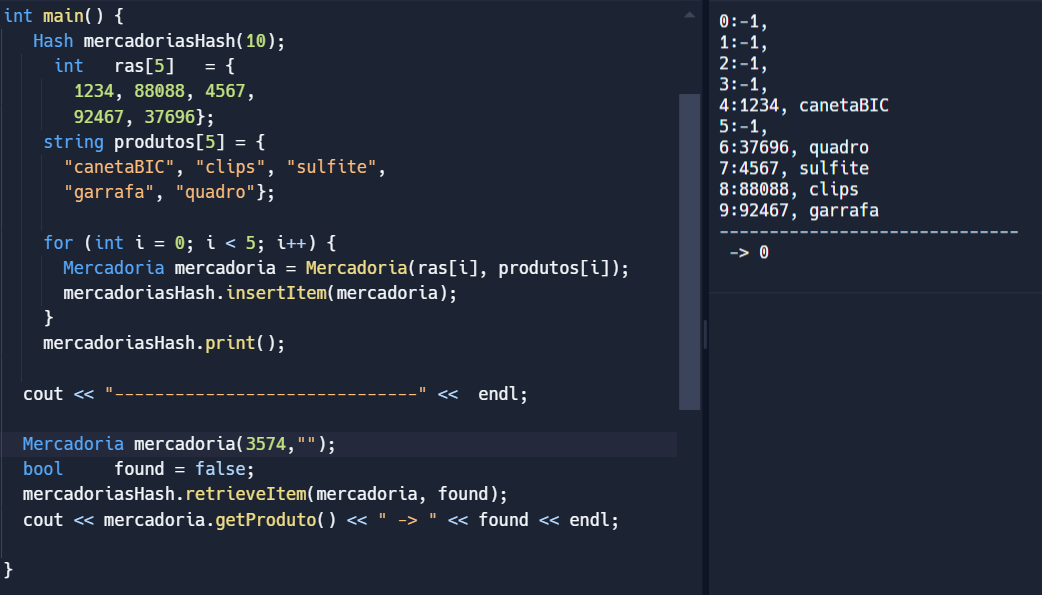 int main() {
Hash mercadoriasHash(10);
int ras[5] = {
1234, 88088, 4567,
92467, 37696};
string produtos[5] = {
"canetaBIC", "clips", "sulfite",
"garrafa", "quadro"};
for (int i = 0; i < 5; i++) {
Mercadoria mercadoria = Mercadoria(ras[i], produtos[i]);
mercadoriasHash.insertItem(mercadoria);
}
mercadoriasHash.print();
cout << "------------------------------" << endl;
Mercadoria mercadoria(3574,"");
bool found = false;
mercadoriasHash.retrieveItem(mercadoria, found);
cout << mercadoria.getProduto() << " -> " << found << endl;
}
0:-1,
1:-1,
2:-1,
3:-1,
4:1234, canetaBIC
5:-1,
6:37696, quadro
7:4567, sulfite
8:88088, clips
9:92467, garrafa
------------------------------
-> 0